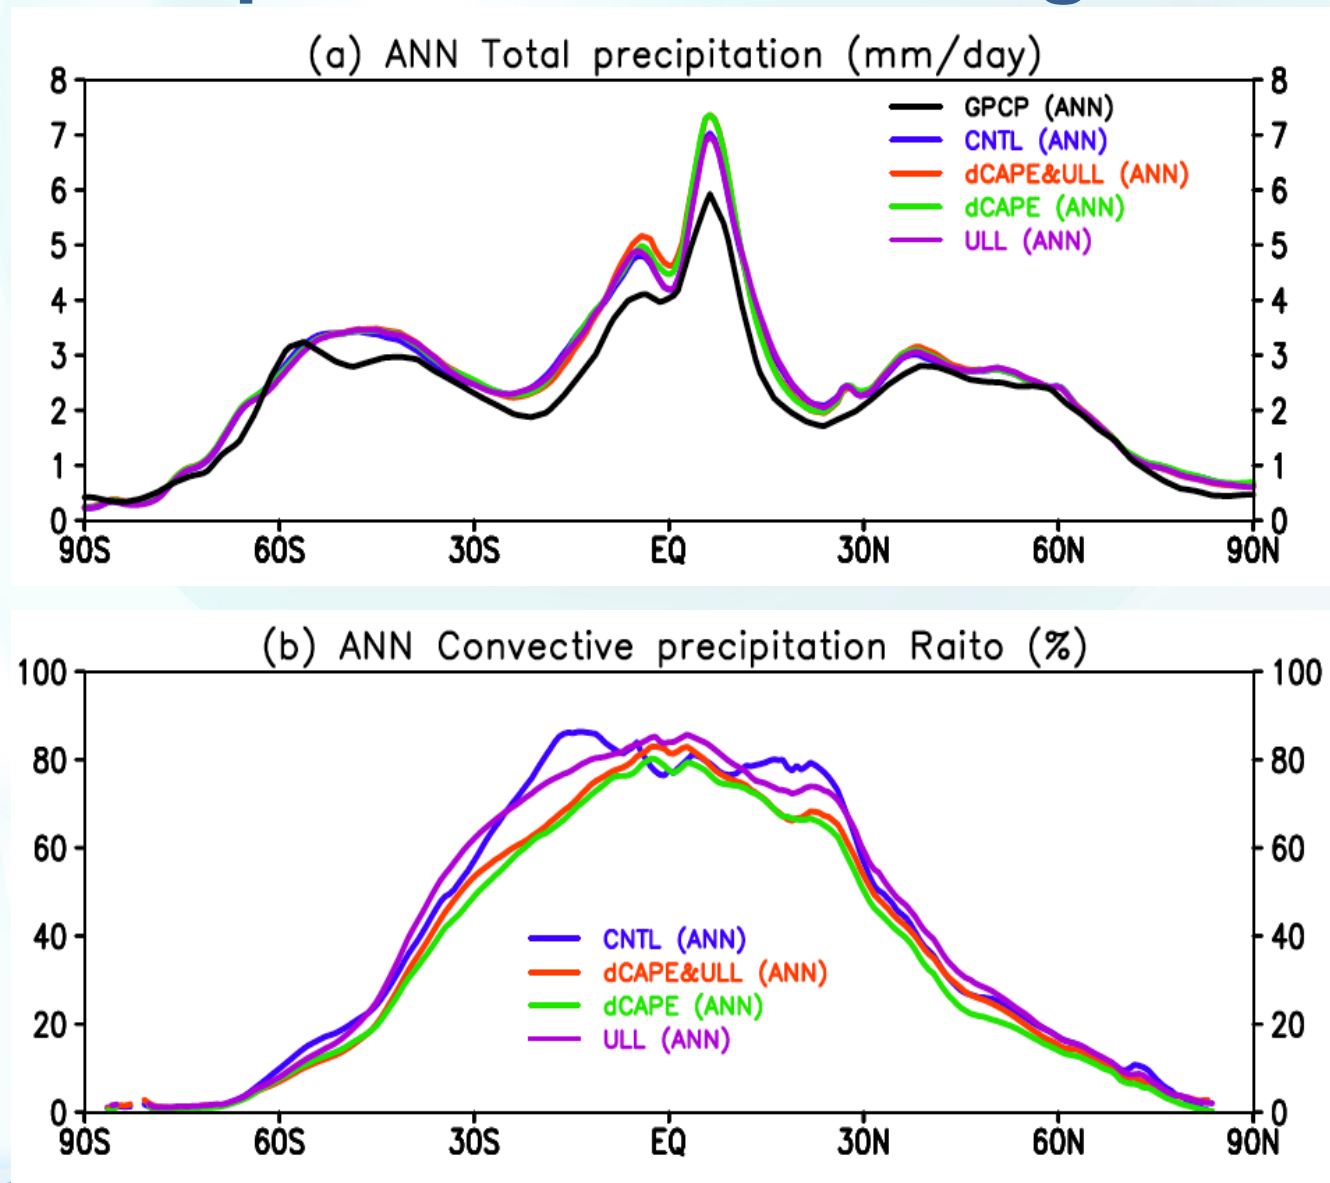 (a) ANN Total precipitation (mm/day)
8 8
GPCP (ANN)
7 7
CNTL (ANN)
dCAPE&ULL (ANN)
6 6
dCAPE (ANN)
ULL (ANN)
5 5
4 4
3 3
2 2
1 1
0 0
90S 60S 30S EQ 30N 60N 90N
(b) ANN Convective precipitation Raito (%)
100 100
80 80
60 60
40 40
CNTL (ANN)
dCAPE&ULL (ANN)
dCAPE (ANN)
20 20
ULL (ANN)
0 0
90S 60S 30S EQ 30N 60N 90N